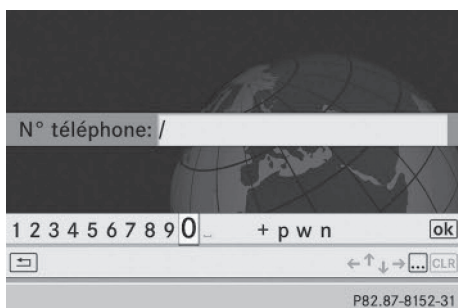 N° téléphone: /
1 2 3 4 5 6 7 8 9 0 _ + p w n ok
←↑↓→ ... CLR
P82.87-8152-31